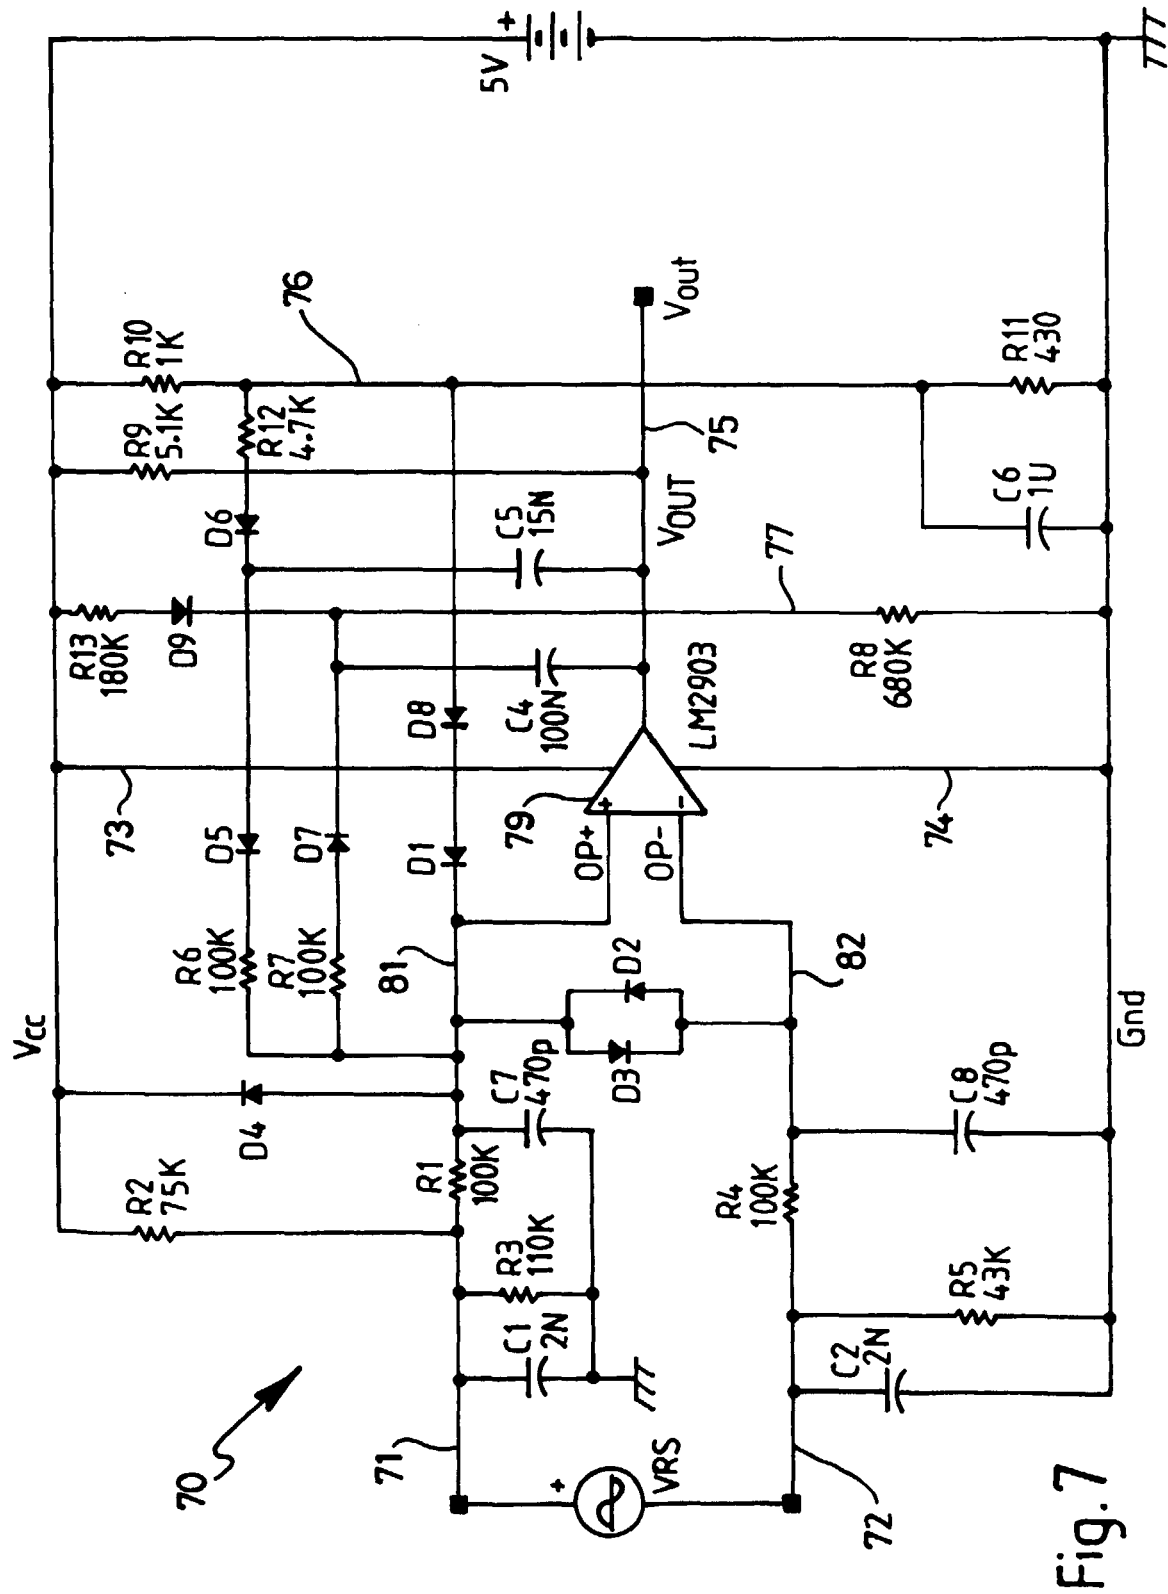 70
71
72
VRS
+
C1
2N
R3
110K
R2
75K
R1
100K
C7
470p
D4
Vcc
C2
2N
R5
43K
R4
100K
C8
470p
Gnd
R6
100K
R7
100K
81
82
D3
D2
D5
D7
D1
73
74
79
OP+
OP-
+
-
LM2903
D8
C4
100N
R13
180K
D9
D6
C5
15N
R8
680K
77
VOUT
R12
4.7K
R9
5.1K
R10
1K
76
75
Vout
C6
1U
R11
430
5V
+
Fig. 7